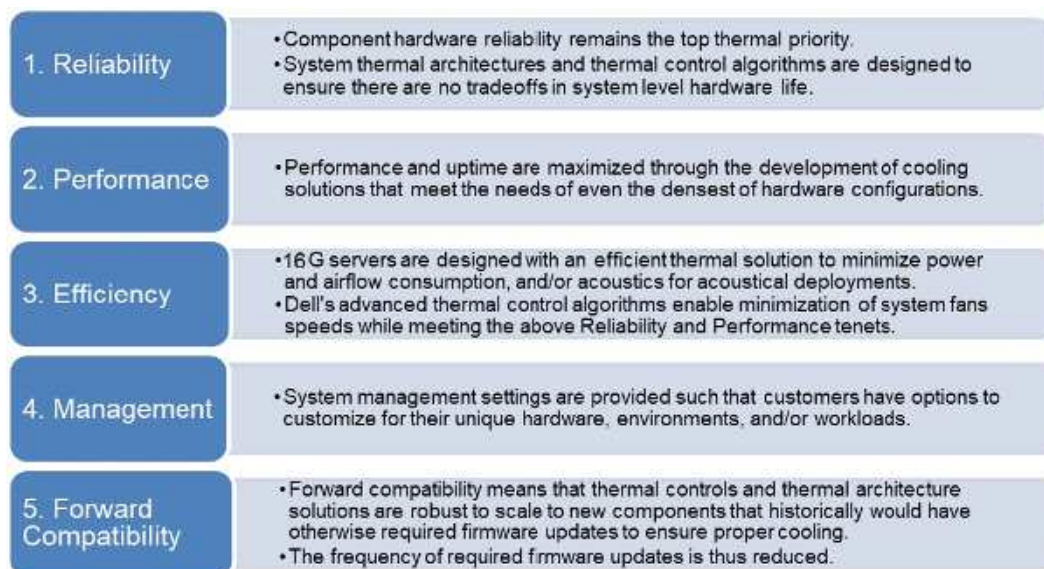 1. Reliability
•Component hardware reliability remains the top thermal priority.
•System thermal architectures and thermal control algorithms are designed to
ensure there are no tradeoffs in system level hardware life.
2. Performance
•Performance and uptime are maximized through the development of cooling
solutions that meet the needs of even the densest of hardware configurations.
3. Efficiency
•16G servers are designed with an efficient thermal solution to minimize power
and airflow consumption, and/or acoustics for acoustical deployments.
•Dell's advanced thermal control algorithms enable minimization of system fans
speeds while meeting the above Reliability and Performance tenets.
4. Management
•System management settings are provided such that customers have options to
customize for their unique hardware, environments, and/or workloads.
5. Forward
Compatibility
•Forward compatibility means that thermal controls and thermal architecture
solutions are robust to scale to new components that historically would have
otherwise required firmware updates to ensure proper cooling.
•The frequency of required firmware updates is thus reduced.